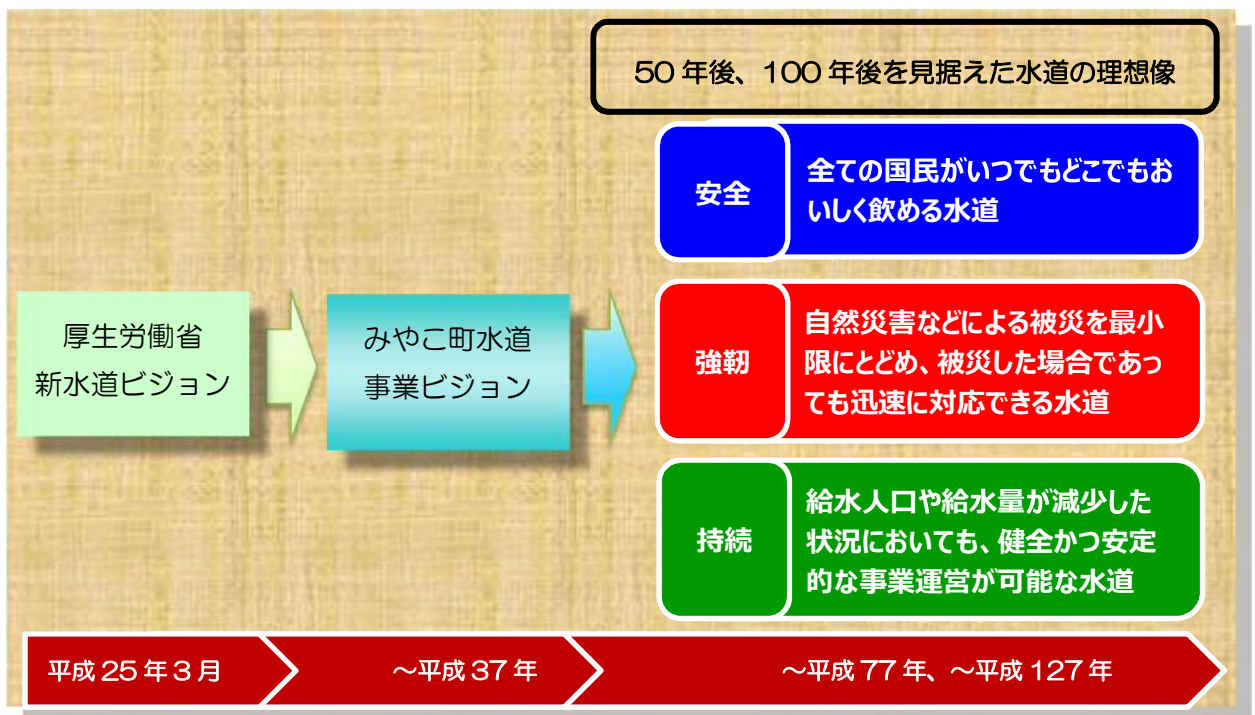 50年後、100年後を見据えた水道の理想像
安全
全ての国民がいつでもどこでもお
いしく飲める水道
厚生労働省
新水道ビジョン
みやこ町水道
事業ビジョン
強靭
自然災害などによる被災を最小
限にとどめ、被災した場合であっ
ても迅速に対応できる水道
持続
給水人口や給水量が減少した
状況においても、健全かつ安定
的な事業運営が可能な水道
平成25年3月
～平成37年
～平成77年、～平成127年